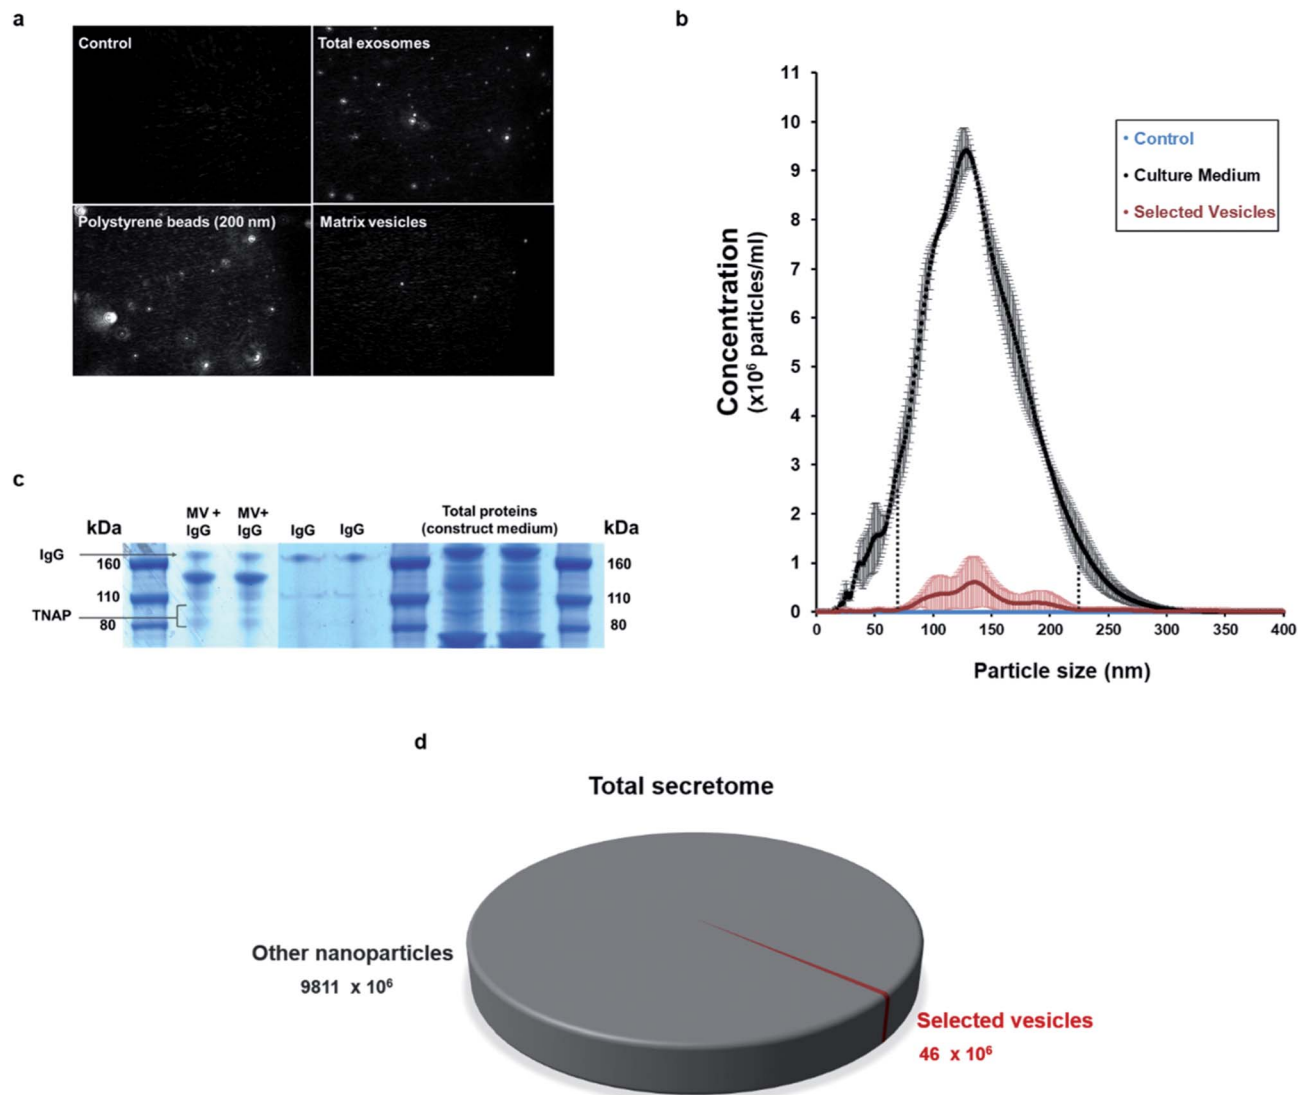 a
Control
Total exosomes
Polystyrene beads (200 nm)
Matrix vesicles
b
11
10
9
8
7
6
5
4
3
2
1
0
Concentration
(x10⁶ particles/ml)
Control
Culture Medium
Selected Vesicles
0 50 100 150 200 250 300 350 400
Particle size (nm)
c
kDa
MV +
IgG
MV+
IgG
IgG
IgG
Total proteins
(construct medium)
kDa
IgG
160
110
TNAP
80
160
110
80
d
Total secretome
Other nanoparticles
9811 x 10⁶
Selected vesicles
46 x 10⁶